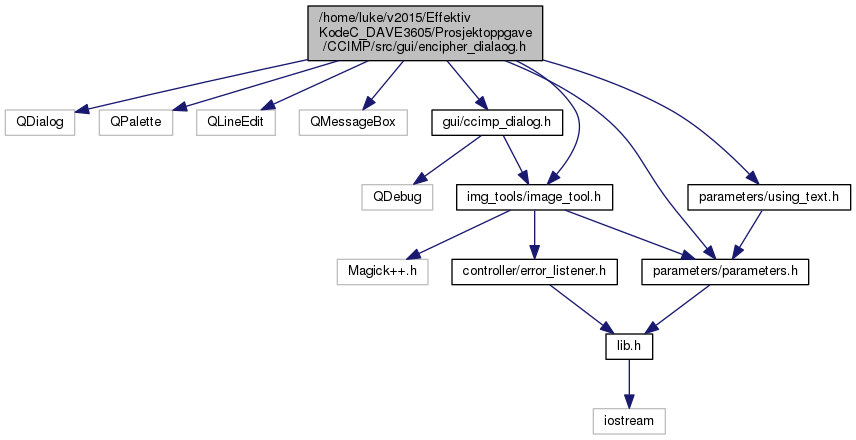 /home/luke/v2015/Effektiv
KodeC_DAVE3605/Prosjektoppgave
/CCIMP/src/gui/encipher_dialaog.h
QDialog
QPalette
QLineEdit
QMessageBox
gui/ccimp_dialog.h
QDebug
img_tools/image_tool.h
parameters/using_text.h
Magick++.h
controller/error_listener.h
parameters/parameters.h
lib.h
iostream